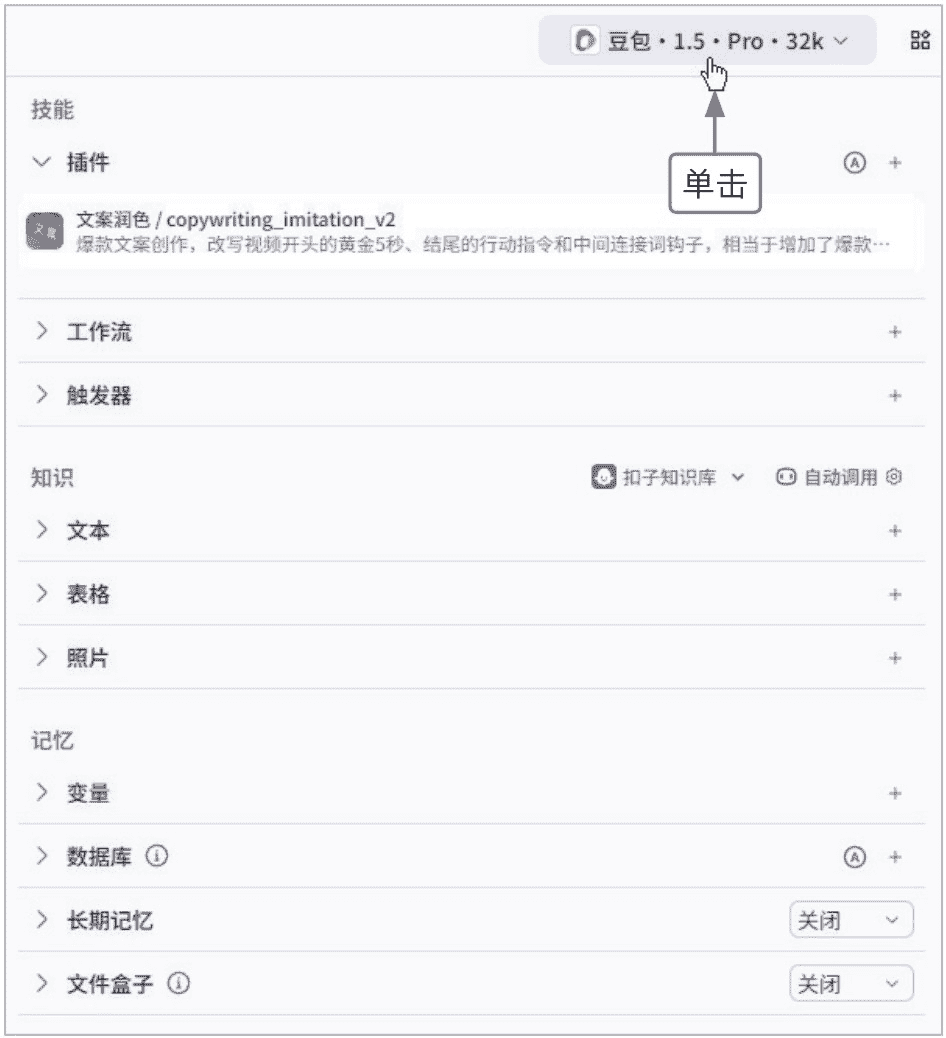 豆包·1.5·Pro·32k
单击
技能
插件
文案润色 / copywriting_imitation_v2
爆款文案创作，改写视频开头的黄金5秒、结尾的行动指令和中间连接词钩子，相当于增加了爆款…
工作流
触发器
知识
扣子知识库
自动调用
文本
表格
照片
记忆
变量
数据库
长期记忆
关闭
文件盒子
关闭